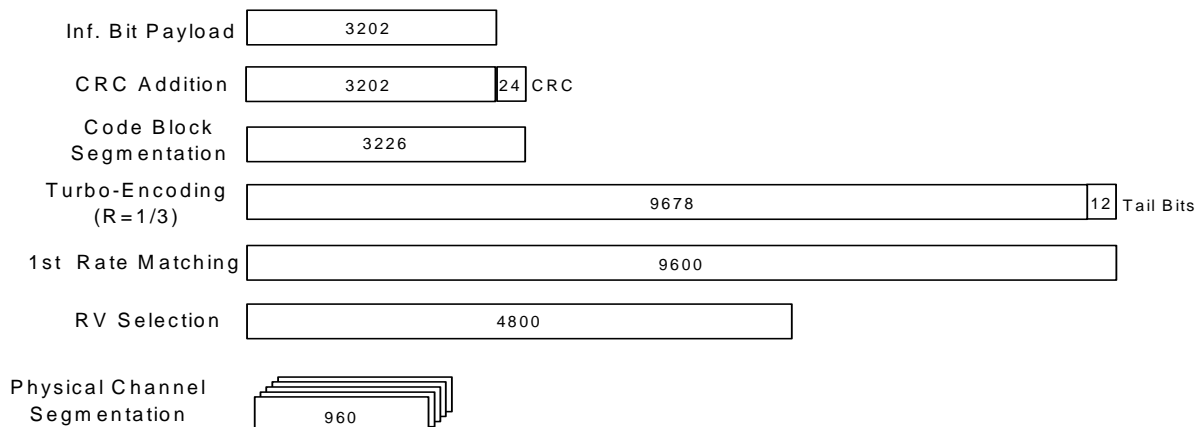 Inf. Bit Payload 3202
CRC Addition 3202 24 CRC
Code Block
Segmentation 3226
Turbo-Encoding
(R=1/3) 9678 12 Tail Bits
1st Rate Matching 9600
RV Selection 4800
Physical Channel
Segmentation 960